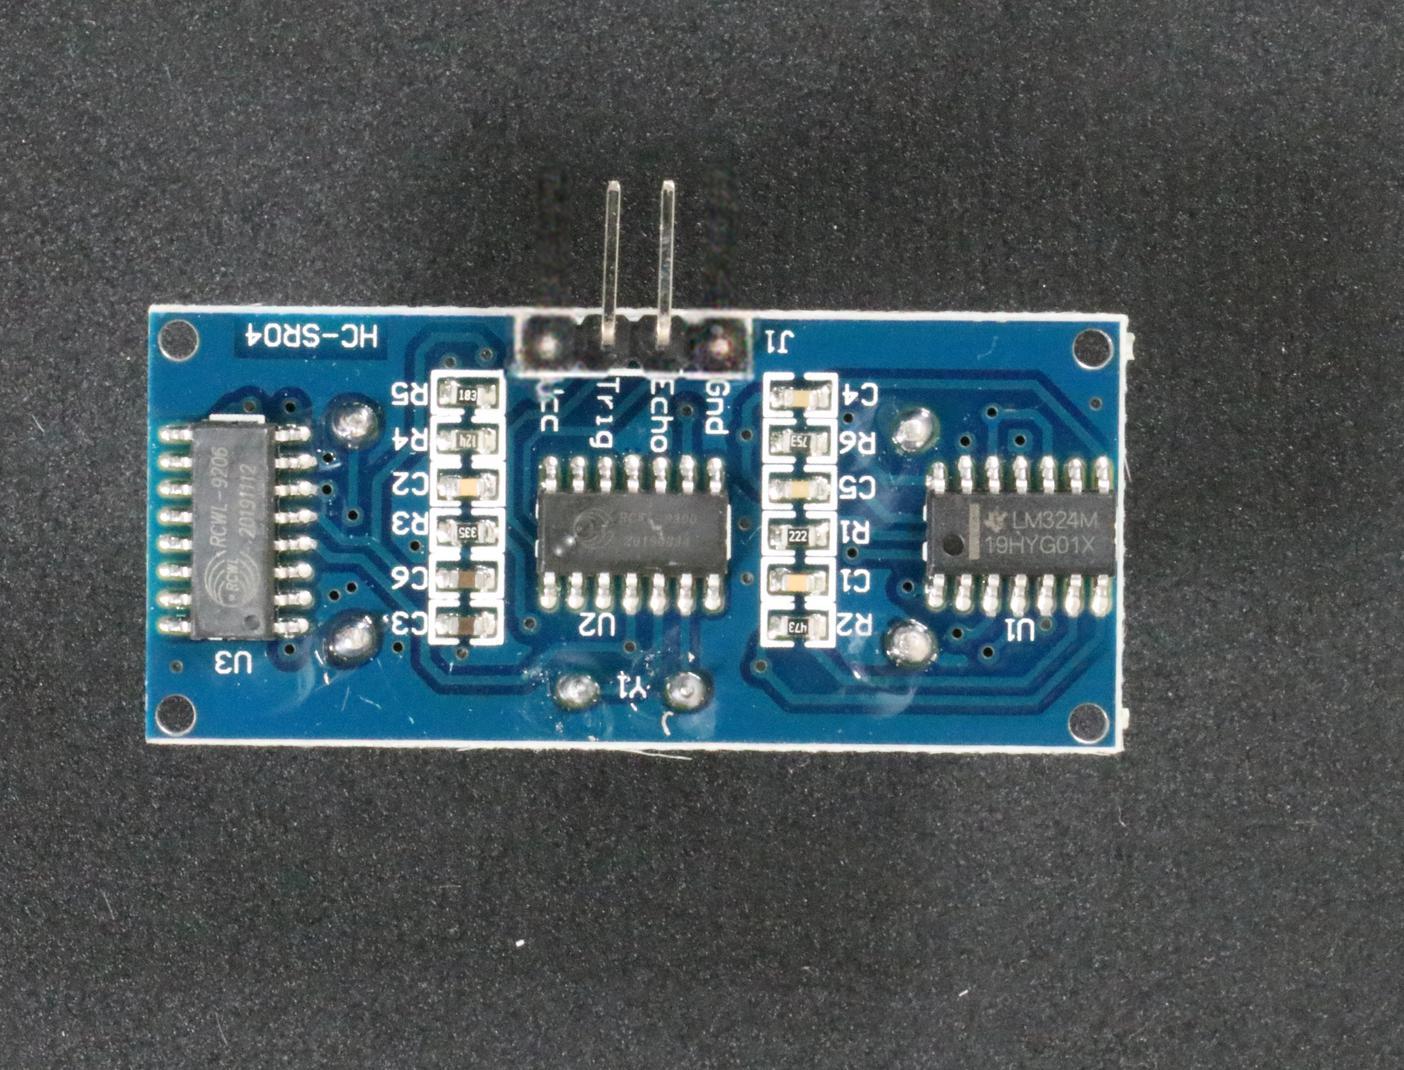 HC-SR04
J1
Trig
Echo
Gnd
R5
103
C4
R4
124
R6
753
C2
C5
R3
335
R1
222
C6
C1
C3
R2
473
RCWL-9206
20191112
RCWL
U3
U2
Y1
LM324M
19HYG01X
U1